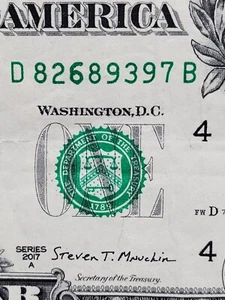 AMERICA
D 82689397 B
WASHINGTON, D.C.
ONE
THE DEPARTMENT OF THE TREASURY
1789
4
FW D 7
4
SERIES
2017
A
Steven T. Mnuchin
Secretary of the Treasury.
B